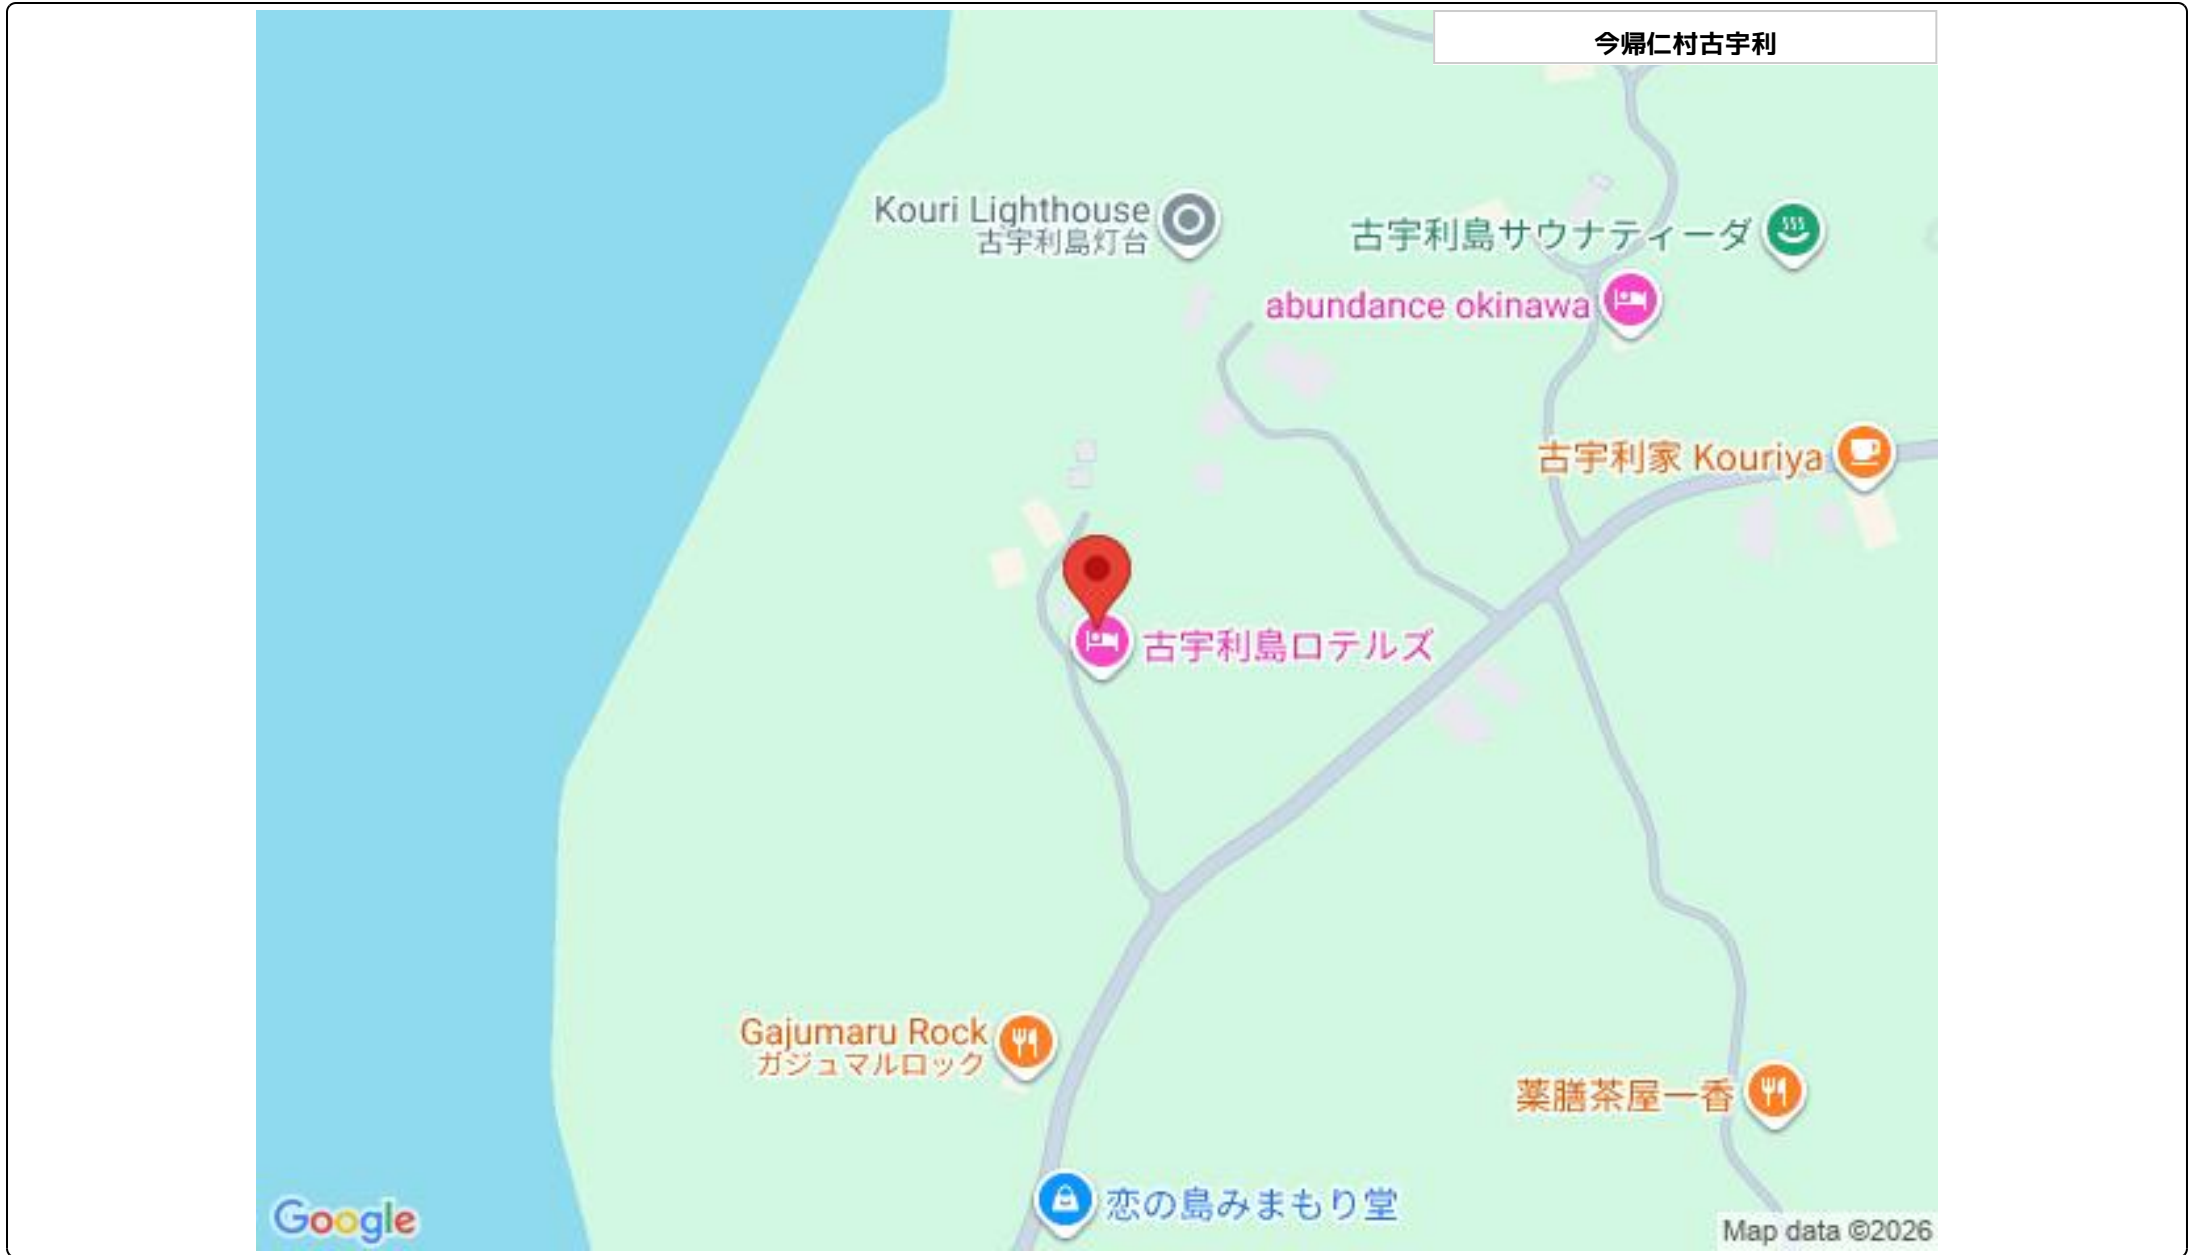 今帰仁村古宇利
Kouri Lighthouse
古宇利島灯台
古宇利島サウナティーダ
abundance okinawa
古宇利家 Kouriya
古宇利島ロテルズ
Gajumaru Rock
ガジュマルロック
薬膳茶屋一香
恋の島みまもり堂
Google
Map data ©2026